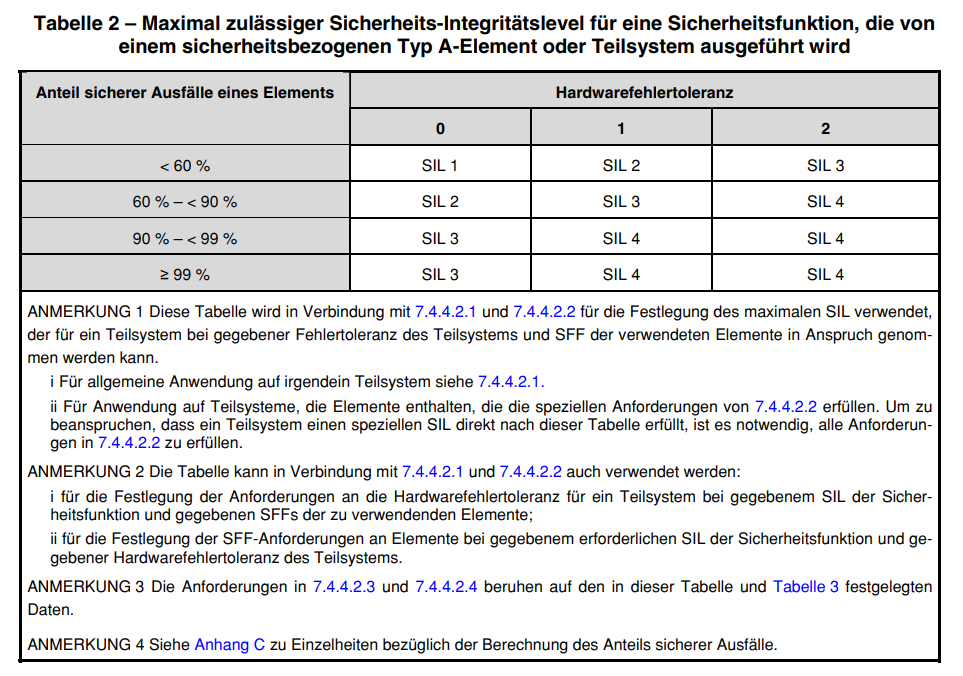 Tabelle 2 – Maximal zulässiger Sicherheits-Integritätslevel für eine Sicherheitsfunktion, die von
einem sicherheitsbezogenen Typ A-Element oder Teilsystem ausgeführt wird
Anteil sicherer Ausfälle eines Elements Hardwarefehlertoleranz
0 1 2
< 60 % SIL 1 SIL 2 SIL 3
60 % – < 90 % SIL 2 SIL 3 SIL 4
90 % – < 99 % SIL 3 SIL 4 SIL 4
≥ 99 % SIL 3 SIL 4 SIL 4
ANMERKUNG 1 Diese Tabelle wird in Verbindung mit 7.4.4.2.1 und 7.4.4.2.2 für die Festlegung des maximalen SIL verwendet,
der für ein Teilsystem bei gegebener Fehlertoleranz des Teilsystems und SFF der verwendeten Elemente in Anspruch genom-
men werden kann.
i Für allgemeine Anwendung auf irgendein Teilsystem siehe 7.4.4.2.1.
ii Für Anwendung auf Teilsysteme, die Elemente enthalten, die die speziellen Anforderungen von 7.4.4.2.2 erfüllen. Um zu
beanspruchen, dass ein Teilsystem einen speziellen SIL direkt nach dieser Tabelle erfüllt, ist es notwendig, alle Anforderun-
gen in 7.4.4.2.2 zu erfüllen.
ANMERKUNG 2 Die Tabelle kann in Verbindung mit 7.4.4.2.1 und 7.4.4.2.2 auch verwendet werden:
i für die Festlegung der Anforderungen an die Hardwarefehlertoleranz für ein Teilsystem bei gegebenem SIL der Sicher-
heitsfunktion und gegebenen SFFs der zu verwendenden Elemente;
ii für die Festlegung der SFF-Anforderungen an Elemente bei gegebenem erforderlichen SIL der Sicherheitsfunktion und ge-
gebener Hardwarefehlertoleranz des Teilsystems.
ANMERKUNG 3 Die Anforderungen in 7.4.4.2.3 und 7.4.4.2.4 beruhen auf den in dieser Tabelle und Tabelle 3 festgelegten
Daten.
ANMERKUNG 4 Siehe Anhang C zu Einzelheiten bezüglich der Berechnung des Anteils sicherer Ausfälle.